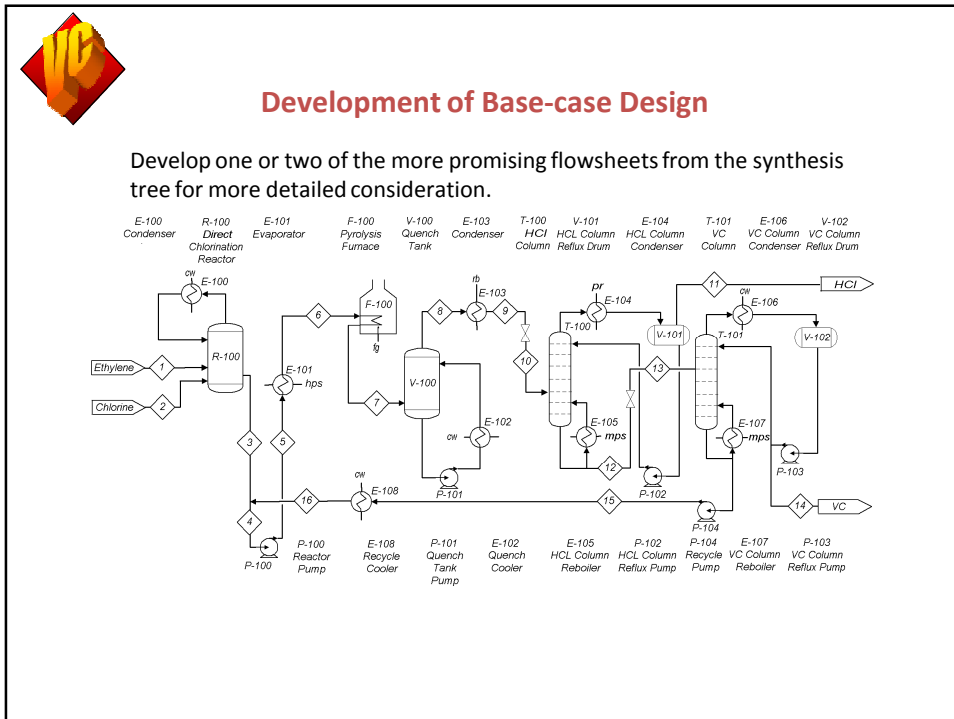 VC
Development of Base-case Design
Develop one or two of the more promising flowsheets from the synthesis
tree for more detailed consideration.
E-100 R-100 E-101 F-100 V-100 E-103 T-100 V-101 E-104 T-101 E-106 V-102
Condenser Direct Evaporator Pyrolysis Quench Condenser HCl HCL Column HCL Column VC VC Column VC Column
Chlorination Furnace Tank Column Reflux Drum Condenser Column Condenser Reflux Drum
Reactor
cw
E-100
R-100
Ethylene
1
Chlorine
2
3
4
5
P-100
E-101
hps
6
F-100
fg
7
V-100
8
rb
E-103
9
10
cw
E-102
P-101
T-100
pr
E-104
V-101
E-105
mps
12
P-102
13
11
HCl
T-101
cw
E-106
V-102
E-107
mps
P-103
14
VC
P-104
15
cw
E-108
16
P-100 E-108 P-101 E-102 E-105 P-102 P-104 E-107 P-103
Reactor Recycle Quench Quench HCL Column HCL Column Recycle VC Column VC Column
Pump Cooler Tank Cooler Reboiler Reflux Pump Pump Reboiler Reflux Pump
Pump